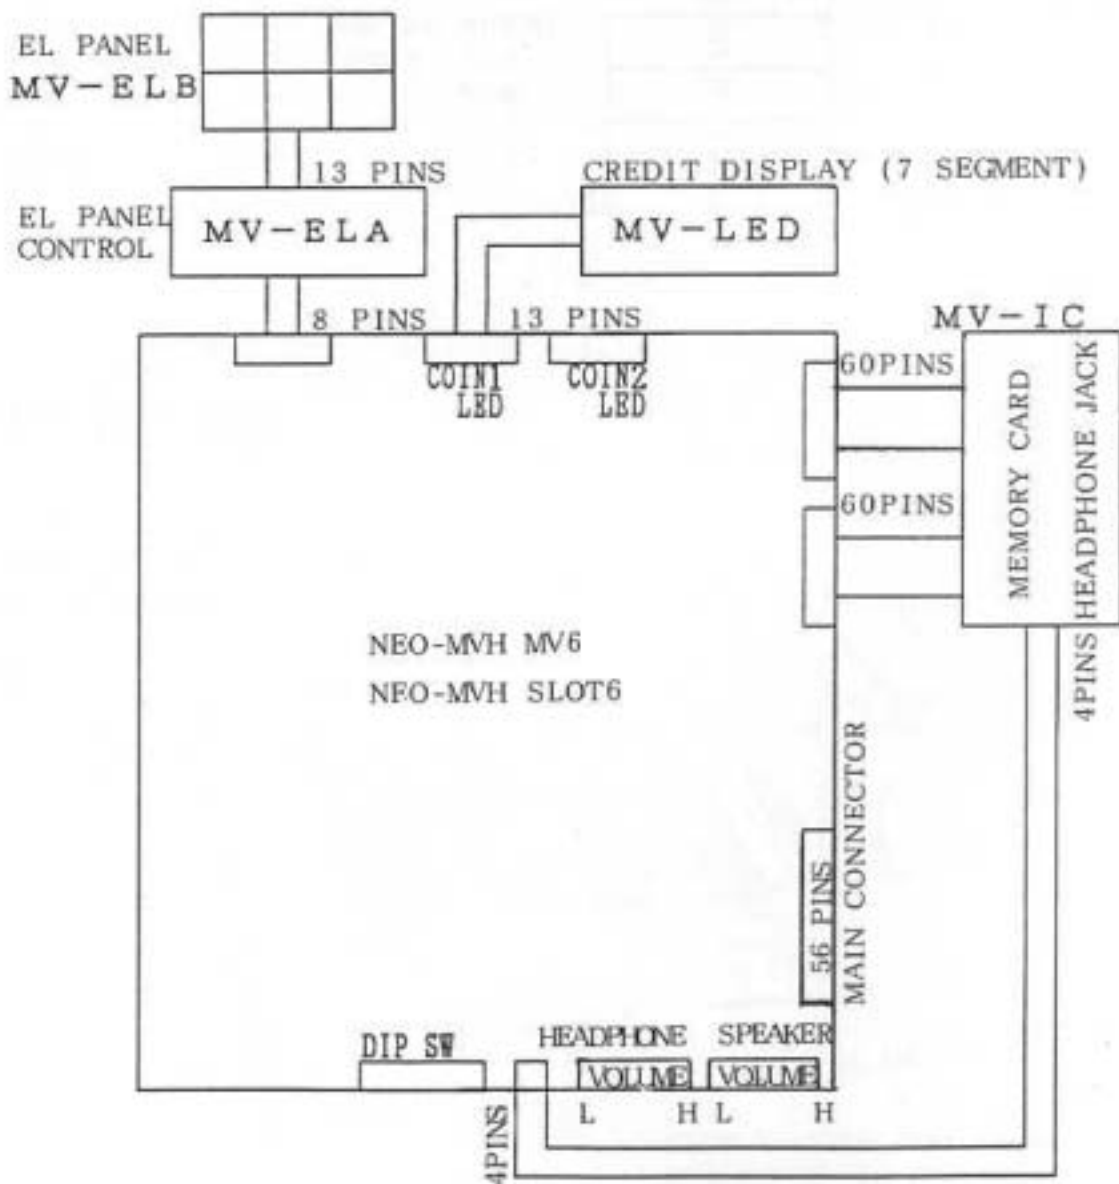 EL PANEL
MV-ELB
13 PINS
CREDIT DISPLAY (7 SEGMENT)
EL PANEL
CONTROL
MV-ELA
MV-LED
8 PINS
13 PINS
MV-IC
COIN1
LED
COIN2
LED
60PINS
60PINS
MEMORY CARD
4PINS HEADPHONE JACK
NEO-MVH MV6
NFO-MVH SLOT6
56 PINS
MAIN CONNECTOR
DIP SW
HEADPHONE
SPEAKER
VOLUME
VOLUME
L
H
L
H
4PINS